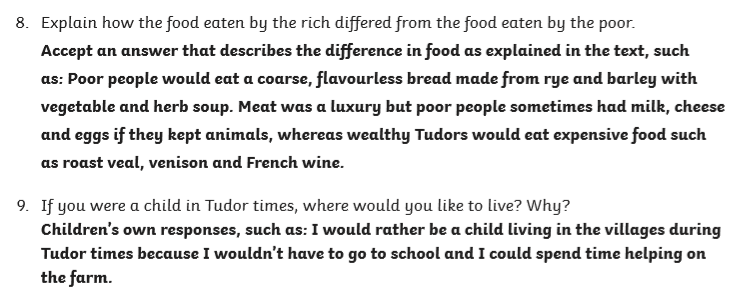 8. Explain how the food eaten by the rich differed from the food eaten by the poor.
Accept an answer that describes the difference in food as explained in the text, such
as: Poor people would eat a coarse, flavourless bread made from rye and barley with
vegetable and herb soup. Meat was a luxury but poor people sometimes had milk, cheese
and eggs if they kept animals, whereas wealthy Tudors would eat expensive food such
as roast veal, venison and French wine.
9. If you were a child in Tudor times, where would you like to live? Why?
Children's own responses, such as: I would rather be a child living in the villages during
Tudor times because I wouldn't have to go to school and I could spend time helping on
the farm.